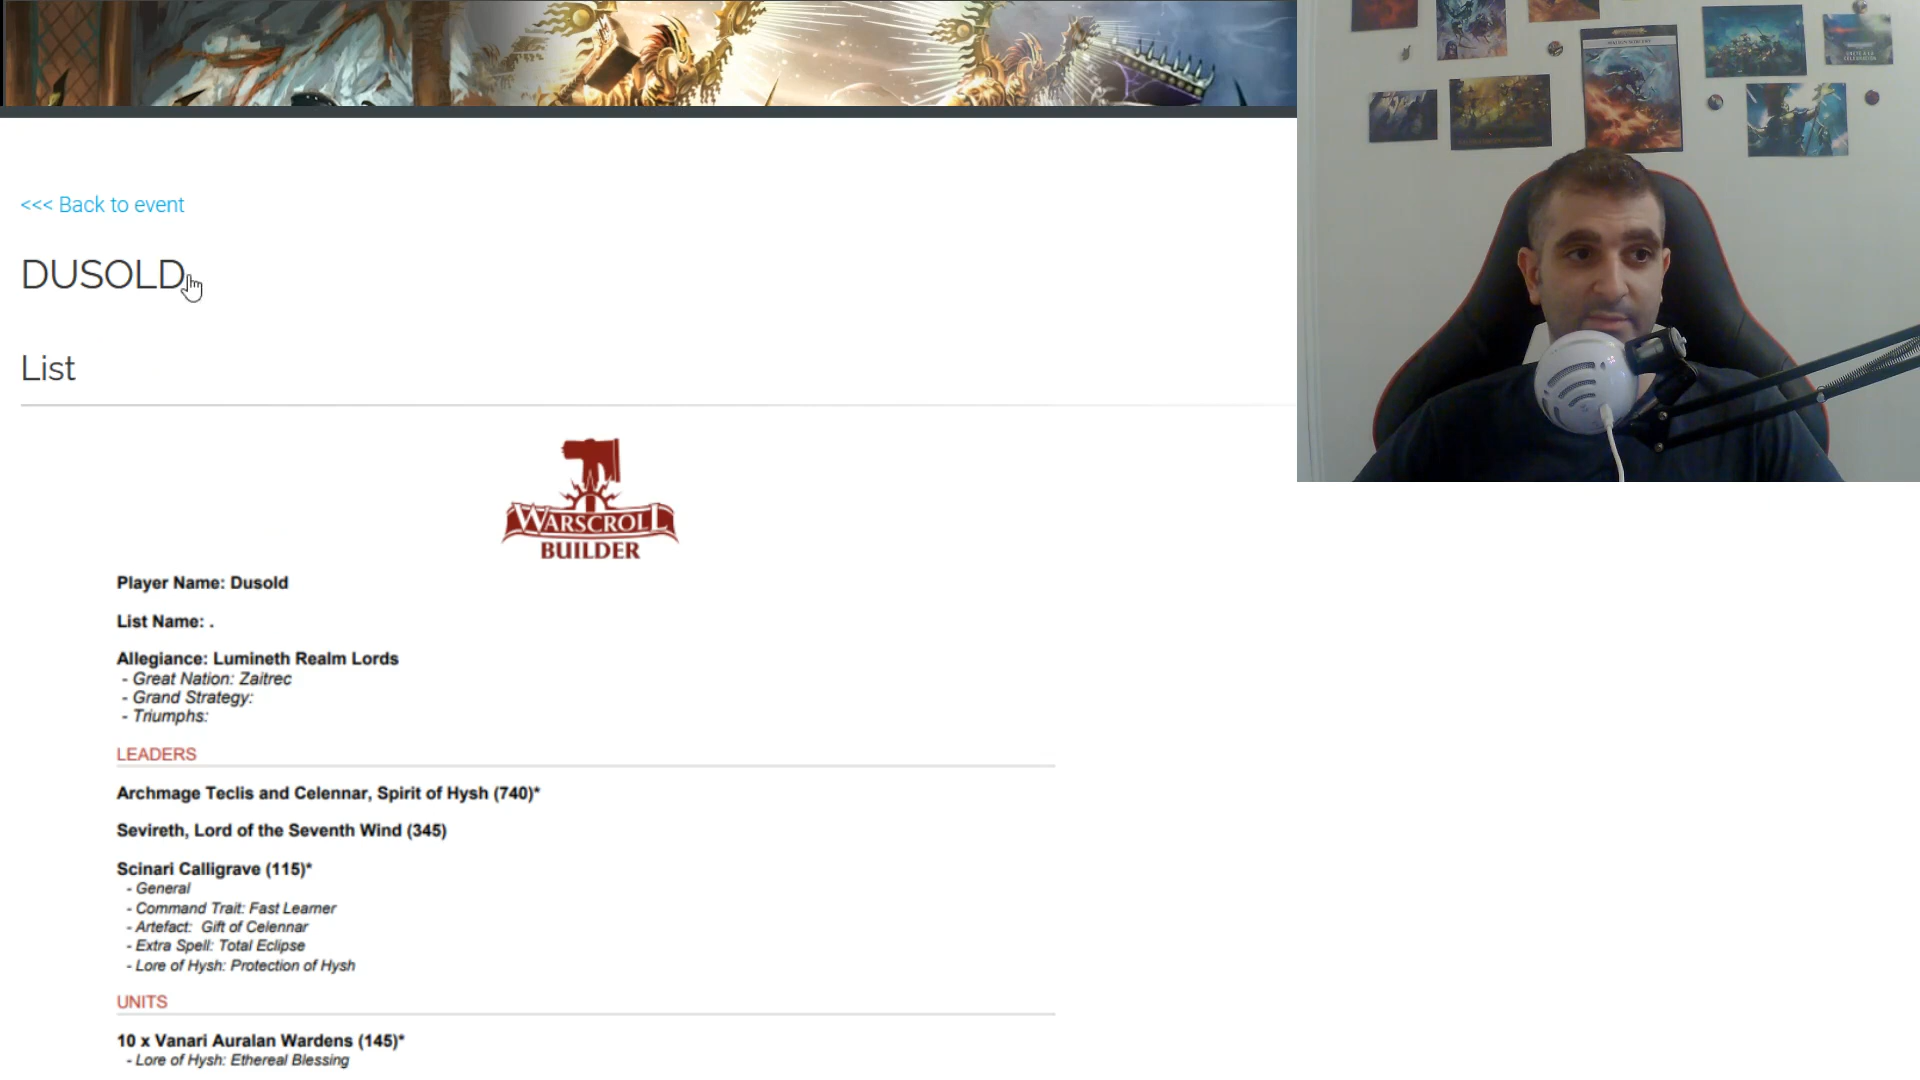 <<< Back to event
DUSOLD
List
WARSCROLL
BUILDER
Player Name: Dusold
List Name: .
Allegiance: Lumineth Realm Lords
- Great Nation: Zaitrec
- Grand Strategy:
- Triumphs:
LEADERS
Archmage Teclis and Celennar, Spirit of Hysh (740)*
Sevireth, Lord of the Seventh Wind (345)
Scinari Calligrave (115)*
- General
- Command Trait: Fast Learner
- Artefact: Gift of Celennar
- Extra Spell: Total Eclipse
- Lore of Hysh: Protection of Hysh
UNITS
10 x Vanari Auralan Wardens (145)*
- Lore of Hysh: Ethereal Blessing